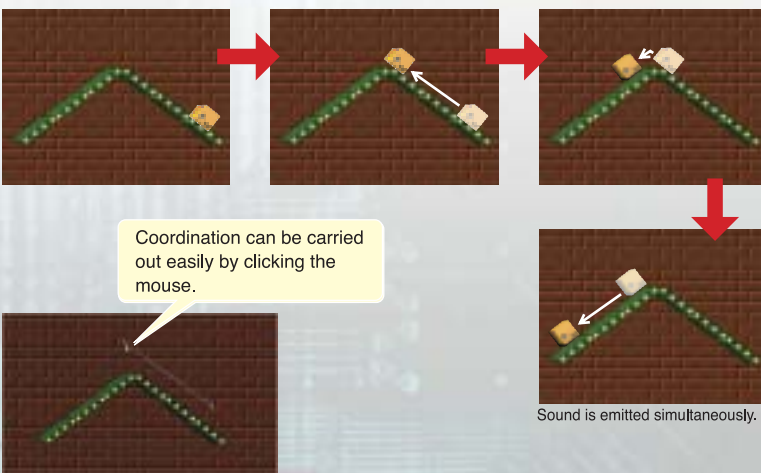 Coordination can be carried
out easily by clicking the
mouse.
Sound is emitted simultaneously.